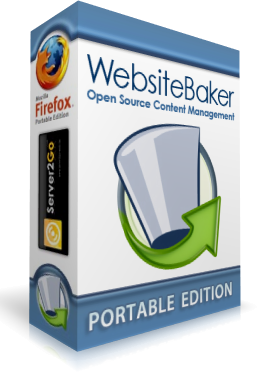 WebsiteBaker
Open Source Content Management
PORTABLE EDITION
Mozilla
Firefox
Portable Edition
Server2Go